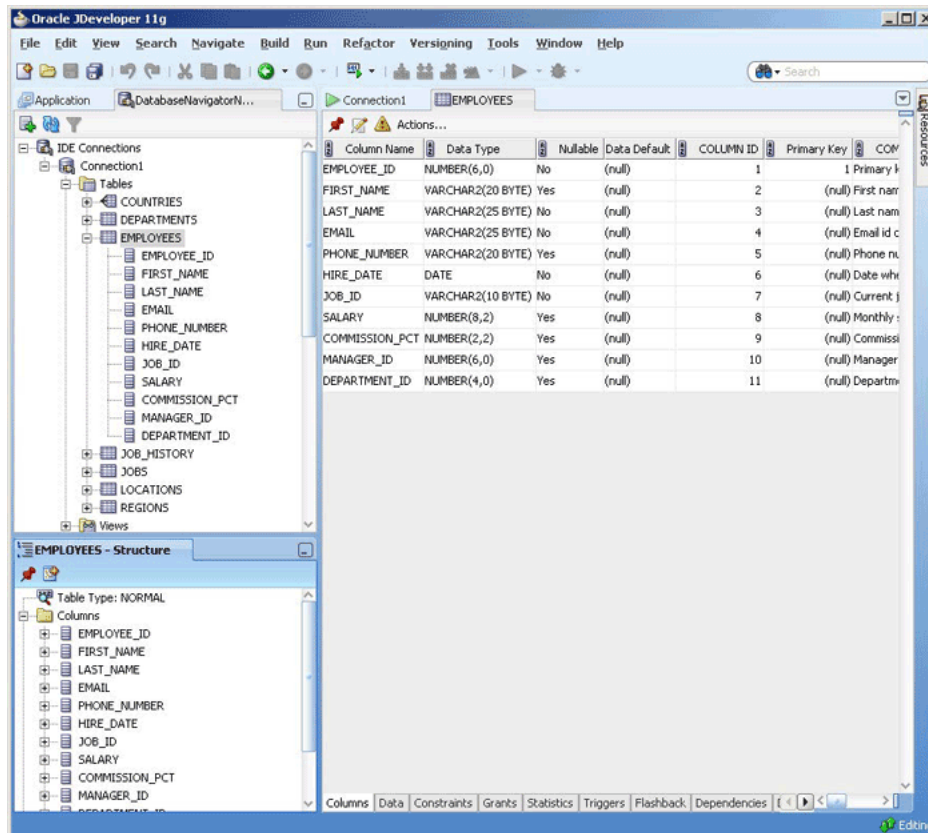 Oracle JDeveloper 11g
File Edit View Search Navigate Build Run Refactor Versioning Tools Window Help
Search
Application DatabaseNavigatorN...
IDE Connections
Connection1
Tables
COUNTRIES
DEPARTMENTS
EMPLOYEES
EMPLOYEE_ID
FIRST_NAME
LAST_NAME
EMAIL
PHONE_NUMBER
HIRE_DATE
JOB_ID
SALARY
COMMISSION_PCT
MANAGER_ID
DEPARTMENT_ID
JOB_HISTORY
JOBS
LOCATIONS
REGIONS
Views
EMPLOYEES - Structure
Table Type: NORMAL
Columns
EMPLOYEE_ID
FIRST_NAME
LAST_NAME
EMAIL
PHONE_NUMBER
HIRE_DATE
JOB_ID
SALARY
COMMISSION_PCT
MANAGER_ID
DEPARTMENT_ID
Connection1 EMPLOYEES
Actions...
Column Name Data Type Nullable Data Default COLUMN ID Primary Key COM
EMPLOYEE_ID NUMBER(6,0) No (null) 1 1 Primary k
FIRST_NAME VARCHAR2(20 BYTE) Yes (null) 2 (null) First nam
LAST_NAME VARCHAR2(25 BYTE) No (null) 3 (null) Last nam
EMAIL VARCHAR2(25 BYTE) No (null) 4 (null) Email id c
PHONE_NUMBER VARCHAR2(20 BYTE) Yes (null) 5 (null) Phone nu
HIRE_DATE DATE No (null) 6 (null) Date whe
JOB_ID VARCHAR2(10 BYTE) No (null) 7 (null) Current j
SALARY NUMBER(8,2) Yes (null) 8 (null) Monthly s
COMMISSION_PCT NUMBER(2,2) Yes (null) 9 (null) Commissi
MANAGER_ID NUMBER(6,0) Yes (null) 10 (null) Manager
DEPARTMENT_ID NUMBER(4,0) Yes (null) 11 (null) Departm
Columns Data Constraints Grants Statistics Triggers Flashback Dependencies
Resources
Editing